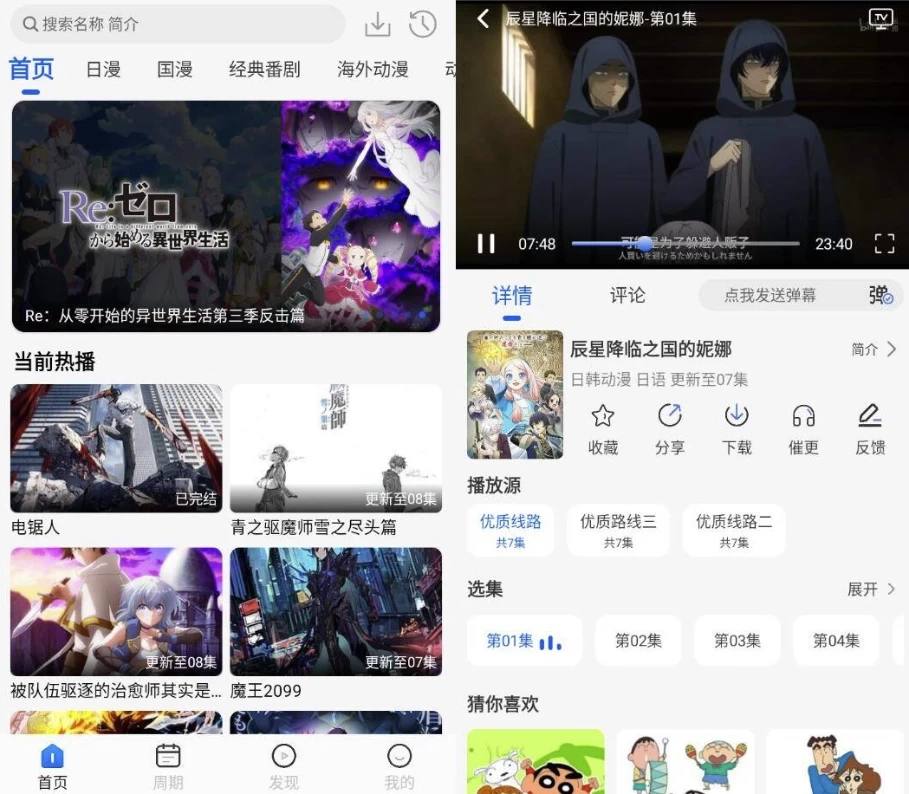 搜索名称 简介
首页 日漫 国漫 经典番剧 海外动漫
Re:ゼロ
から始める異世界生活
Re：从零开始的异世界生活第三季反击篇
当前热播
已完结
更新至08集
电锯人
青之驱魔师雪之尽头篇
更新至08集
更新至07集
被队伍驱逐的治愈师其实是...
魔王2099
首页 周期 发现 我的
辰星降临之国的妮娜-第01集
TV
可能是为了躲避人贩子
人買いを避けるためかもしれません
07:48
23:40
详情 评论 点我发送弹幕 弹
辰星降临之国的妮娜
简介
日韩动漫 日语 更新至07集
收藏 分享 下载 催更 反馈
播放源
优质线路 优质路线三 优质线路二
共7集 共7集 共7集
选集 展开
第01集 第02集 第03集 第04集
猜你喜欢